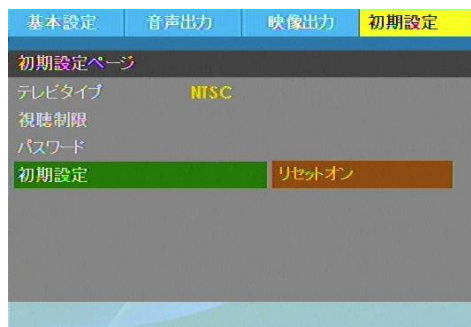 基本設定 音声出力 映像出力 初期設定
初期設定ページ
テレビタイプ NTSC
視聴制限
パスワード
初期設定 リセットオン